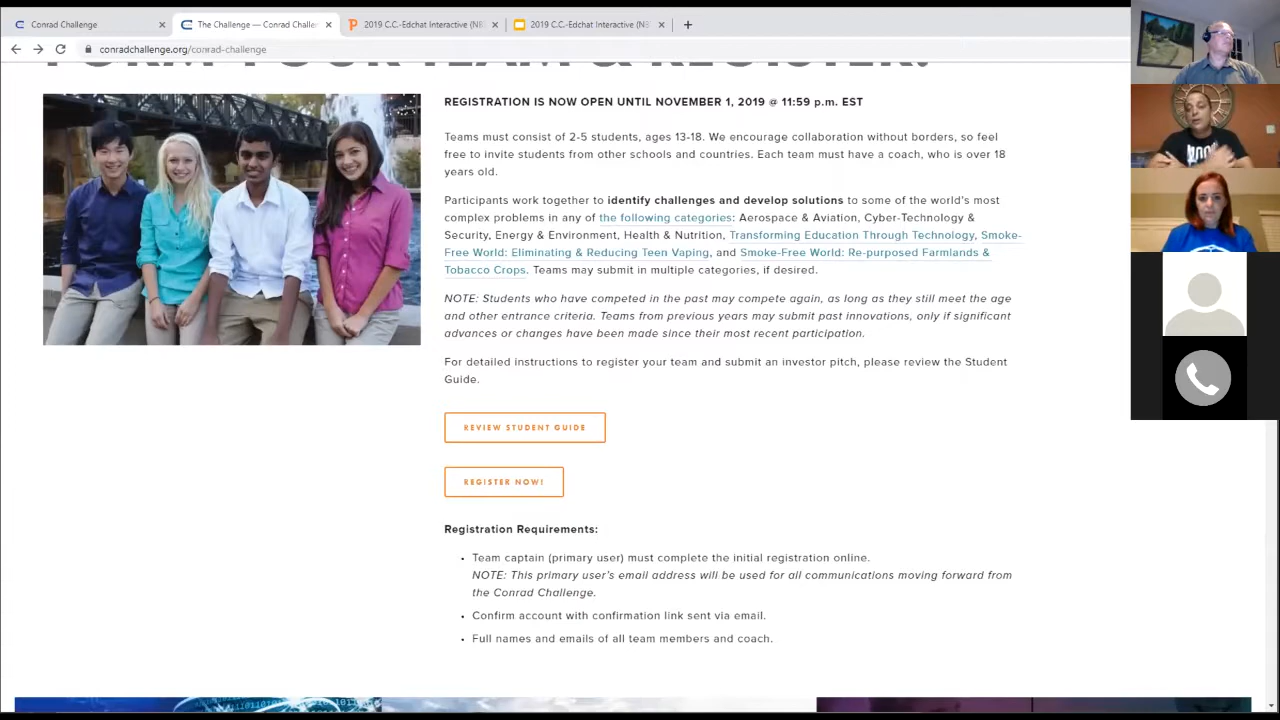 Conrad Challenge
The Challenge — Conrad Challe
2019 C.C.-Edchat Interactive (N
2019 C.C.-Edchat Interactive (N
conradchallenge.org/conrad-challenge
FORM YOUR TEAM & REGISTER!
REGISTRATION IS NOW OPEN UNTIL NOVEMBER 1, 2019 @ 11:59 p.m. EST
Teams must consist of 2-5 students, ages 13-18. We encourage collaboration without borders, so feel
free to invite students from other schools and countries. Each team must have a coach, who is over 18
years old.
Participants work together to identify challenges and develop solutions to some of the world's most
complex problems in any of the following categories: Aerospace & Aviation, Cyber-Technology &
Security, Energy & Environment, Health & Nutrition, Transforming Education Through Technology, Smoke-
Free World: Eliminating & Reducing Teen Vaping, and Smoke-Free World: Re-purposed Farmlands &
Tobacco Crops. Teams may submit in multiple categories, if desired.
NOTE: Students who have competed in the past may compete again, as long as they still meet the age
and other entrance criteria. Teams from previous years may submit past innovations, only if significant
advances or changes have been made since their most recent participation.
For detailed instructions to register your team and submit an investor pitch, please review the Student
Guide.
REVIEW STUDENT GUIDE
REGISTER NOW!
Registration Requirements:
• Team captain (primary user) must complete the initial registration online.
NOTE: This primary user's email address will be used for all communications moving forward from
the Conrad Challenge.
• Confirm account with confirmation link sent via email.
• Full names and emails of all team members and coach.